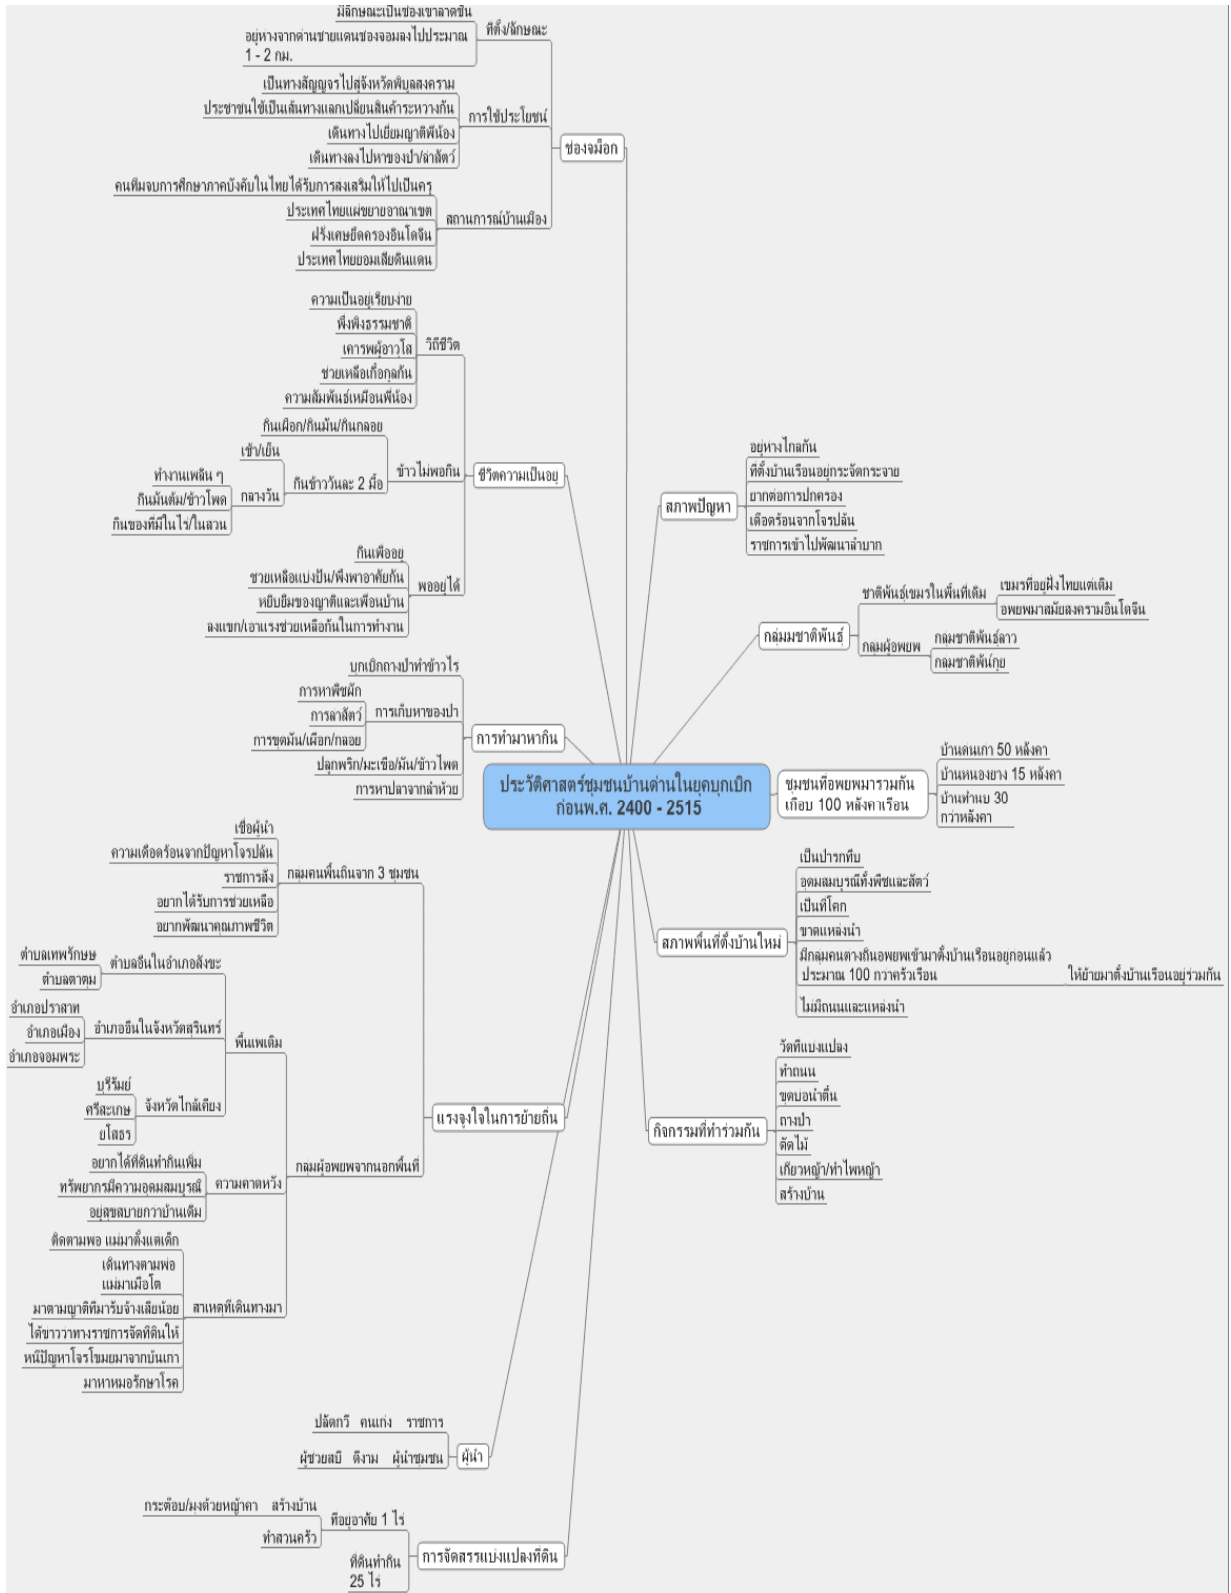 มีลักษณะเป็นช่องเขาลาดชัน
อยู่ห่างจากด่านชายแดนช่องจอมลงไปประมาณ
1 - 2 กม.
ที่ตั้ง/ลักษณะ
เป็นทางสัญจรไปสู่จังหวัดพิบูลสงคราม
ประชาชนใช้เป็นเส้นทางแลกเปลี่ยนสินค้าระหว่างกัน
เดินทางไปเยี่ยมญาติพี่น้อง
เดินทางลงไปหาของป่า/ล่าสัตว์
การใช้ประโยชน์
คนที่มจบการศึกษาภาคบังคับในไทยได้รับการส่งเสริมให้ไปเป็นครู
ประเทศไทยแผ่ขยายอาณาเขต
ฝรั่งเศษยึดครองอินโดจีน
ประเทศไทยยอมเสียดินแดน
สถานการณ์บ้านเมือง
ช่องจม็อก
ความเป็นอยู่เรียบง่าย
พึ่งพิงธรรมชาติ
เคารพผู้อาวุโส
ช่วยเหลือเกื้อกูลกัน
ความสัมพันธ์เหมือนพี่น้อง
วิถีชีวิต
กินเผือก/กินมัน/กินกลอย
เช้า/เย็น
ทำงานเพลิน ๆ
กินมันต้ม/ข้าวโพด
กินของที่มีในไร่/ในสวน
กลางวัน
กินข้าววันละ 2 มื้อ
ข้าวไม่พอกิน
กินเพื่ออยู่
ช่วยเหลือแบ่งปัน/พึ่งพาอาศัยกัน
หยิบยืมของญาติและเพื่อนบ้าน
ลงแขก/เอาแรงช่วยเหลือกันในการทำงาน
พออยู่ได้
ชีวิตความเป็นอยู่
บุกเบิกถางป่าทำข้าวไร่
การหาพืชผัก
การล่าสัตว์
การขุดมัน/เผือก/กลอย
การเก็บหาของป่า
ปลูกพริก/มะเขือ/มัน/ข้าวโพด
การหาปลาจากลำห้วย
การทำมาหากิน
ประวัติศาสตร์ชุมชนบ้านด่านในยุคบุกเบิก
ก่อนพ.ศ. 2400 - 2515
สภาพปัญหา
อยู่ห่างไกลกัน
ที่ตั้งบ้านเรือนอยู่กระจัดกระจาย
ยากต่อการปกครอง
เดือดร้อนจากโจรปล้น
ราชการเข้าไปพัฒนาลำบาก
กลุ่มมชาติพันธุ์
ชาติพันธุ์เขมรในพื้นที่เดิม
เขมรที่อยู่ฝั่งไทยแต่เดิม
อพยพมาสมัยสงครามอินโดจีน
กลุ่มผู้อพยพ
กลุ่มชาติพันธุ์ลาว
กลุ่มชาติพัน์กูย
ชุมชนที่อพยพมารวมกัน
เกือบ 100 หลังคาเรือน
บ้านตนเก่า 50 หลังคา
บ้านหนองยาง 15 หลังคา
บ้านทำนบ 30
กว่าหลังคา
สภาพพื้นที่ตั้งบ้านใหม่
เป็นป่ารกทึบ
อุดมสมบูรณ์ทั้งพืชและสัตว์
เป็นที่โคก
ขาดแหล่งน้ำ
มีกลุ่มคนต่างถิ่นอพยพเข้ามาตั้งบ้านเรือนอยู่ก่อนแล้ว
ประมาณ 100 กว่าครัวเรือน
ให้ย้ายมาตั้งบ้านเรือนอยู่ร่วมกัน
ไม่มีถนนและแหล่งน้ำ
กิจกรรมที่ทำร่วมกัน
วัดที่แบ่งแปลง
ทำถนน
ขุดบ่อน้ำตื่น
ถางป่า
ตัดไม้
เกี่ยวหญ้า/ทำไพหญ้า
สร้างบ้าน
เชื่อผู้นำ
ความเดือดร้อนจากปัญหาโจรปล้น
ราชการสั่ง
อยากได้รับการช่วยเหลือ
อยากพัฒนาคุณภาพชีวิต
กลุ่มคนพื้นถิ่นจาก 3 ชุมชน
ตำบลเทพรักษษ
ตำบลตาตุม
ตำบลอื่นในอำเภอสังขะ
อำเภอปราสาท
อำเภอเมือง
อำเภอจอมพระ
อำเภออื่นในจังหวัดสุรินทร์
บุรีรัมย์
ศรีสะเกษ
ยโสธร
จังหวัดใกล้เคียง
พื้นเพเดิม
อยากได้ที่ดินทำกินเพิ่ม
ทรัพยากรมีความอุดมสมบูรณ์
อยู่สุขสบายกว่าบ้านเดิม
ความคาดหวัง
ติดตามพ่อ แม่มาตั้งแต่เด็ก
เดินทางตามพ่อ
แม่มาเมื่อโต
มาตามญาติที่มารับจ้างเลี่ยน้อย
ได้ข่าวว่าทางราชการจัดที่ดินให้
หนีปัญหาโจรโขมยมาจากบ้นเก่า
มาหาหมอรักษาโรค
สาเหตุที่เดินทางมา
กลุ่มผู้อพยพจากนอกพื้นที่
แรงจูงใจในการย้ายถิ่น
ปลัดกวี คนเก่ง ราชการ
ผู้ช่วยสบี ดีงาม ผู้นำชุมชน
ผู้นำ
กระต๊อบ/มุงด้วยหญ้าคา สร้างบ้าน
ทำสวนครัว
ที่อยู่อาศัย 1 ไร่
ที่ดินทำกิน
25 ไร่
การจัดสรรแบ่งแปลงที่ดิน